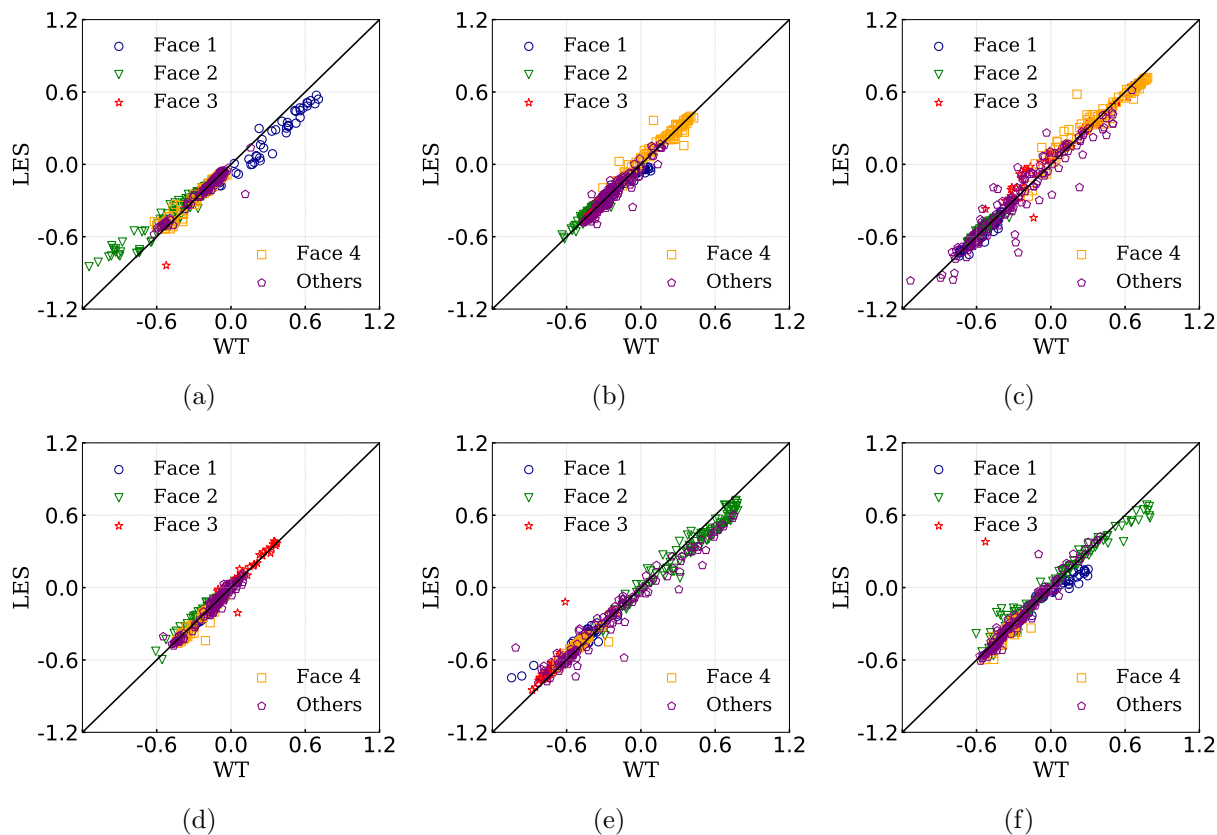 1.2 1.2 1.2
Face 1 Face 1 Face 1
Face 2 Face 2 Face 2
0.6 Face 3 0.6 Face 3 0.6 Face 3
LES 0.0 LES 0.0 LES 0.0
-0.6 -0.6 -0.6
Face 4 Face 4 Face 4
Others Others Others
-1.2 -1.2 -1.2
-0.6 0.0 0.6 1.2 -0.6 0.0 0.6 1.2 -0.6 0.0 0.6 1.2
WT WT WT
(a) (b) (c)
1.2 1.2 1.2
Face 1 Face 1 Face 1
Face 2 Face 2 Face 2
0.6 Face 3 0.6 Face 3 0.6 Face 3
LES 0.0 LES 0.0 LES 0.0
-0.6 -0.6 -0.6
Face 4 Face 4 Face 4
Others Others Others
-1.2 -1.2 -1.2
-0.6 0.0 0.6 1.2 -0.6 0.0 0.6 1.2 -0.6 0.0 0.6 1.2
WT WT WT
(d) (e) (f)